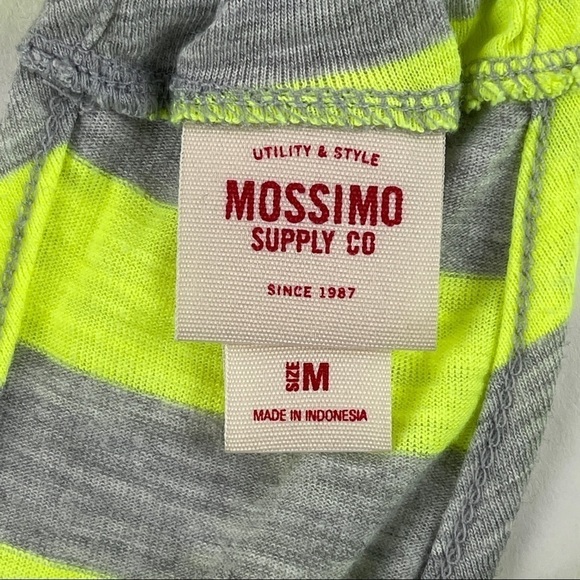 UTILITY & STYLE
MOSSIMO
SUPPLY CO
SINCE 1987
SIZE M
MADE IN INDONESIA